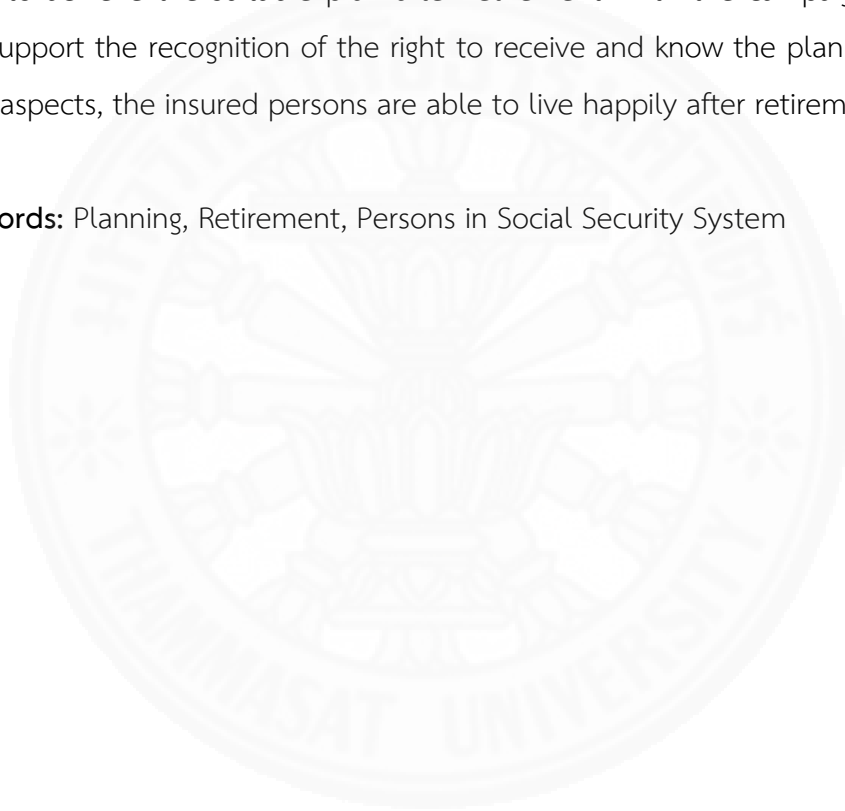 upport the recognition of the right to receive and know the plan
aspects, the insured persons are able to live happily after retirem
ords: Planning, Retirement, Persons in Social Security System
THAMMASAT UNIVERSITY